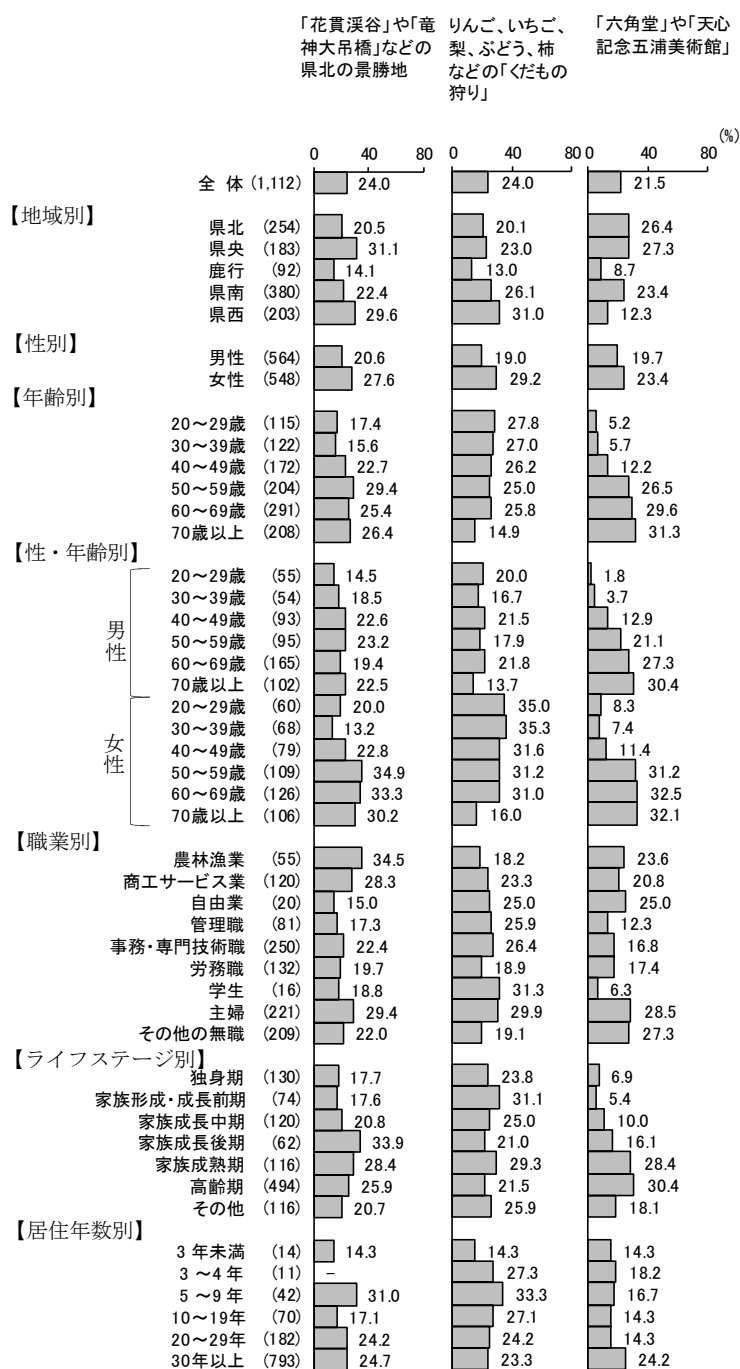 「花貫渓谷」や「竜
神大吊橋」などの
県北の景勝地
りんご、いちご、
梨、ぶどう、柿
などの「くだもの
狩り」
「六角堂」や「天心
記念五浦美術館」
(%)
0 40 80 0 40 80 0 40 80
全 体 (1,112) 24.0 24.0 21.5
【地域別】
県北 (254) 20.5 20.1 26.4
県央 (183) 31.1 23.0 27.3
鹿行 (92) 14.1 13.0 8.7
県南 (380) 22.4 26.1 23.4
県西 (203) 29.6 31.0 12.3
【性別】
男性 (564) 20.6 19.0 19.7
女性 (548) 27.6 29.2 23.4
【年齢別】
20~29歳 (115) 17.4 27.8 5.2
30~39歳 (122) 15.6 27.0 5.7
40~49歳 (172) 22.7 26.2 12.2
50~59歳 (204) 29.4 25.0 26.5
60~69歳 (291) 25.4 25.8 29.6
70歳以上 (208) 26.4 14.9 31.3
【性・年齢別】
男性
20~29歳 (55) 14.5 20.0 1.8
30~39歳 (54) 18.5 16.7 3.7
40~49歳 (93) 22.6 21.5 12.9
50~59歳 (95) 23.2 17.9 21.1
60~69歳 (165) 19.4 21.8 27.3
70歳以上 (102) 22.5 13.7 30.4
女性
20~29歳 (60) 20.0 35.0 8.3
30~39歳 (68) 13.2 35.3 7.4
40~49歳 (79) 22.8 31.6 11.4
50~59歳 (109) 34.9 31.2 31.2
60~69歳 (126) 33.3 31.0 32.5
70歳以上 (106) 30.2 16.0 32.1
【職業別】
農林漁業 (55) 34.5 18.2 23.6
商工サービス業 (120) 28.3 23.3 20.8
自由業 (20) 15.0 25.0 25.0
管理職 (81) 17.3 25.9 12.3
事務・専門技術職 (250) 22.4 26.4 16.8
労務職 (132) 19.7 18.9 17.4
学生 (16) 18.8 31.3 6.3
主婦 (221) 29.4 29.9 28.5
その他の無職 (209) 22.0 19.1 27.3
【ライフステージ別】
独身期 (130) 17.7 23.8 6.9
家族形成・成長前期 (74) 17.6 31.1 5.4
家族成長中期 (120) 20.8 25.0 10.0
家族成長後期 (62) 33.9 21.0 16.1
家族成熟期 (116) 28.4 29.3 28.4
高齢期 (494) 25.9 21.5 30.4
その他 (116) 20.7 25.9 18.1
【居住年数別】
3 年未満 (14) 14.3 14.3 14.3
3 ~4 年 (11) - 27.3 18.2
5 ~9 年 (42) 31.0 33.3 16.7
10~19年 (70) 17.1 27.1 14.3
20~29年 (182) 24.2 24.2 14.3
30年以上 (793) 24.7 23.3 24.2